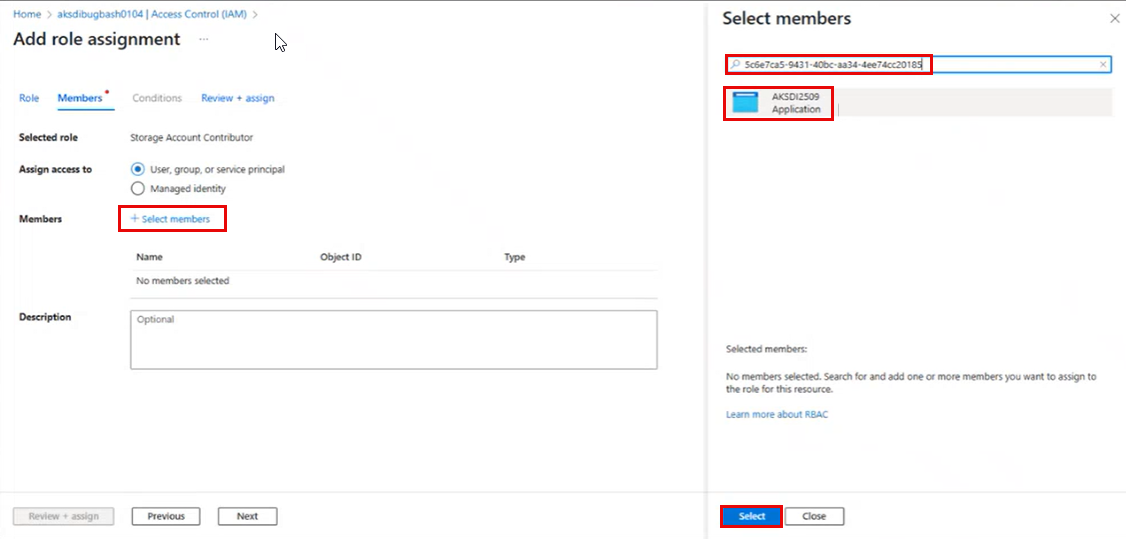 Home > aksdibugbash0104 | Access Control (IAM) >
Add role assignment ...
Role Members * Conditions Review + assign
Selected role Storage Account Contributor
Assign access to User, group, or service principal
Managed identity
Members + Select members
Name Object ID Type
No members selected
Description Optional
Review + assign Previous Next
Select members
5c6e7ca5-9431-40bc-aa34-4ee74cc20185
AKSDI2509
Application
Selected members:
No members selected. Search for and add one or more members you want to assign to
the role for this resource.
Learn more about RBAC
Select Close